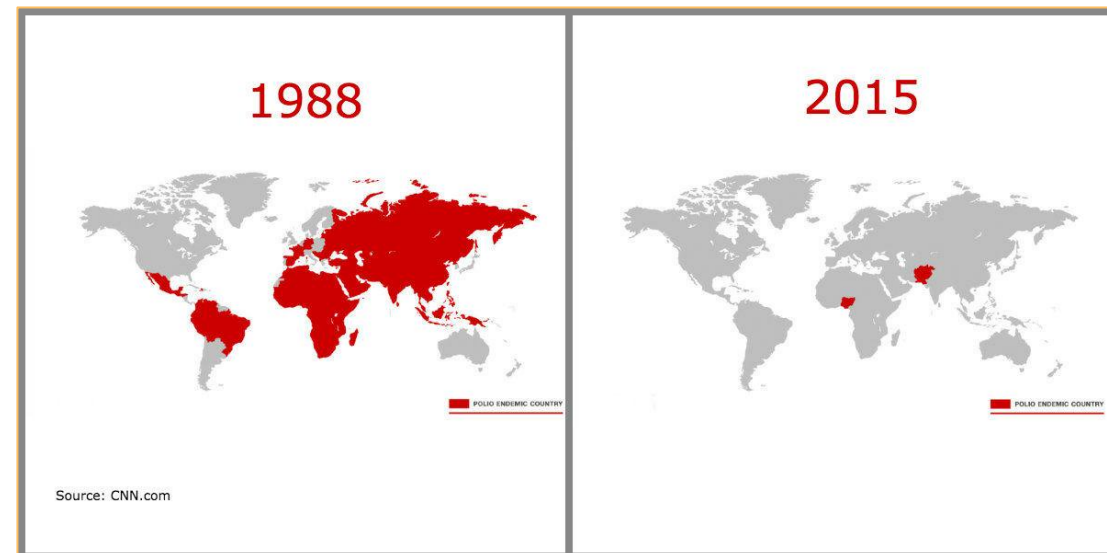 1988
POLIO ENDEMIC COUNTRY
Source: CNN.com
2015
POLIO ENDEMIC COUNTRY